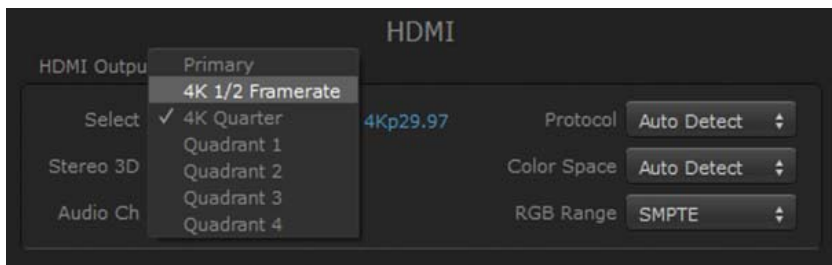 HDMI
HDMI Outpu
Primary
4K 1/2 Framerate
Select ✓ 4K Quarter 4Kp29.97 Protocol Auto Detect
Quadrant 1
Stereo 3D Quadrant 2 Color Space Auto Detect
Quadrant 3
Audio Ch Quadrant 4 RGB Range SMPTE